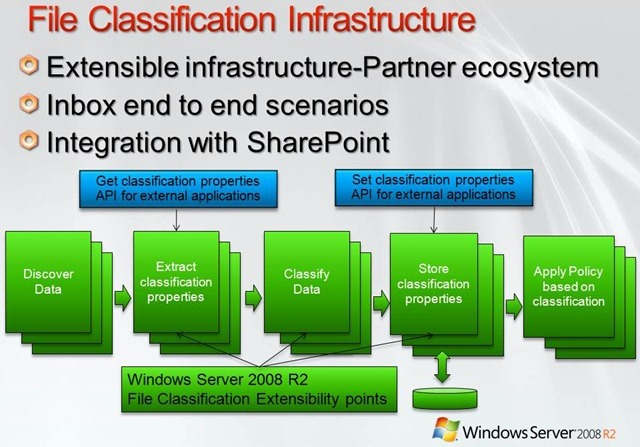 File Classification Infrastructure
Extensible infrastructure-Partner ecosystem
Inbox end to end scenarios
Integration with SharePoint
Get classification properties
API for external applications
Set classification properties
API for external applications
Discover
Data
Extract
classification
properties
Classify
Data
Store
classification
properties
Apply Policy
based on
classification
Windows Server 2008 R2
File Classification Extensibility points
Windows Server 2008 R2